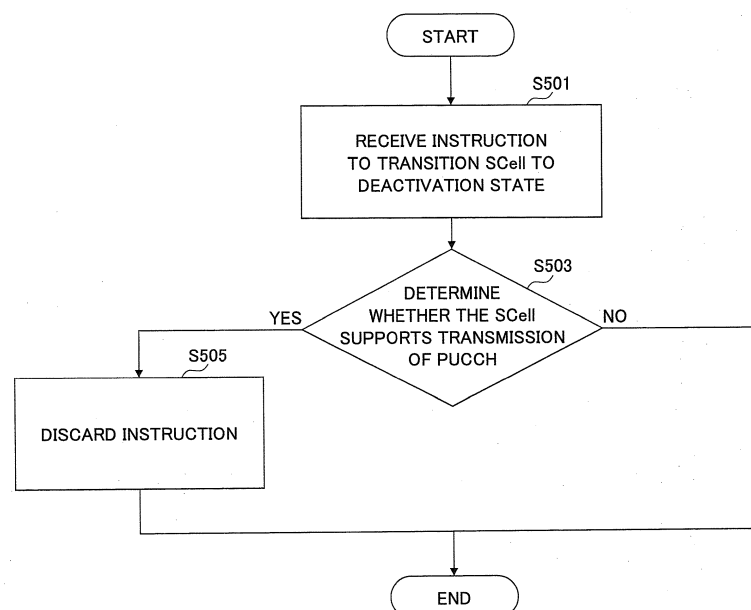 START
S501
RECEIVE INSTRUCTION
TO TRANSITION SCell TO
DEACTIVATION STATE
S503
DETERMINE
WHETHER THE SCell
SUPPORTS TRANSMISSION
OF PUCCH
YES
NO
S505
DISCARD INSTRUCTION
END